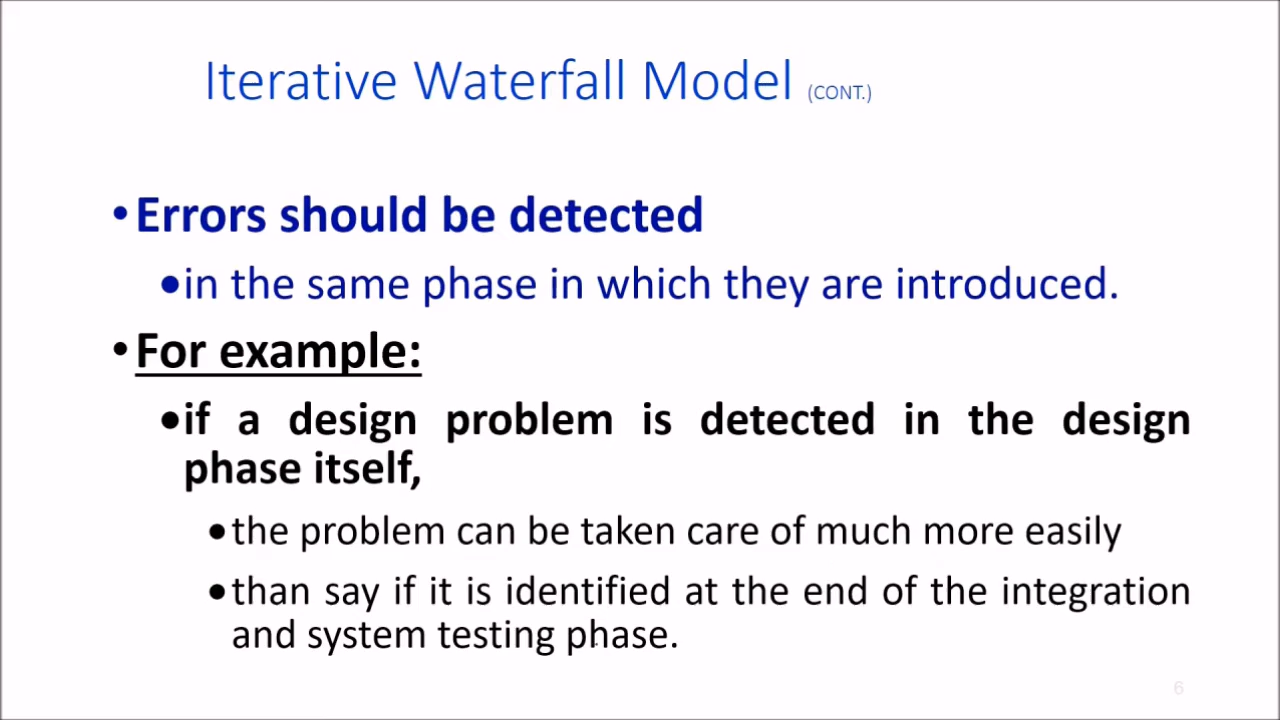 Iterative Waterfall Model (CONT.)
•Errors should be detected
•in the same phase in which they are introduced.
•For example:
•if a design problem is detected in the design
phase itself,
•the problem can be taken care of much more easily
•than say if it is identified at the end of the integration
and system testing phase.
6